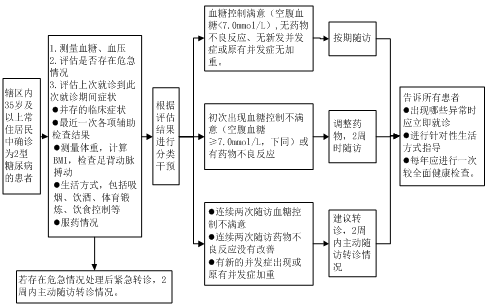 辖区内
35岁及
以上常
住居民
中确诊
为2型
糖尿病
的患者
1. 测量血糖、血压
2. 评估是否存在危急
情况
3. 评估上次就诊到此
次就诊期间症状
●并存的临床症状
●最近一次各项辅助
检查结果
●测量体重，计算
BMI，检查足背动脉
搏动
●生活方式，包括吸
烟、饮酒、体育锻
炼、饮食控制等
●服药情况
若存在危急情况处理后紧急转诊，2
周内主动随访转诊情况。
根据
评估
结果
进行
分类
干预
血糖控制满意（空腹血
糖<7.0mmol/L），无药物
不良反应、无新发并发
症或原有并发症无加
重。
按期随访
初次出现血糖控制不满
意（空腹血糖
≥7.0mmol/L，下同）或
有药物不良反应
调整药
物，2周
时随访
●连续两次随访血糖控
制不满意
●连续两次随访药物不
良反应没有改善
●有新的并发症出现或
原有并发症加重
建议转
诊，2周
内主动随
访转诊情
况
告诉所有患者
●出现哪些异常时
应立即就诊
●进行针对性生活
方式指导
●每年应进行一次
较全面健康检查。